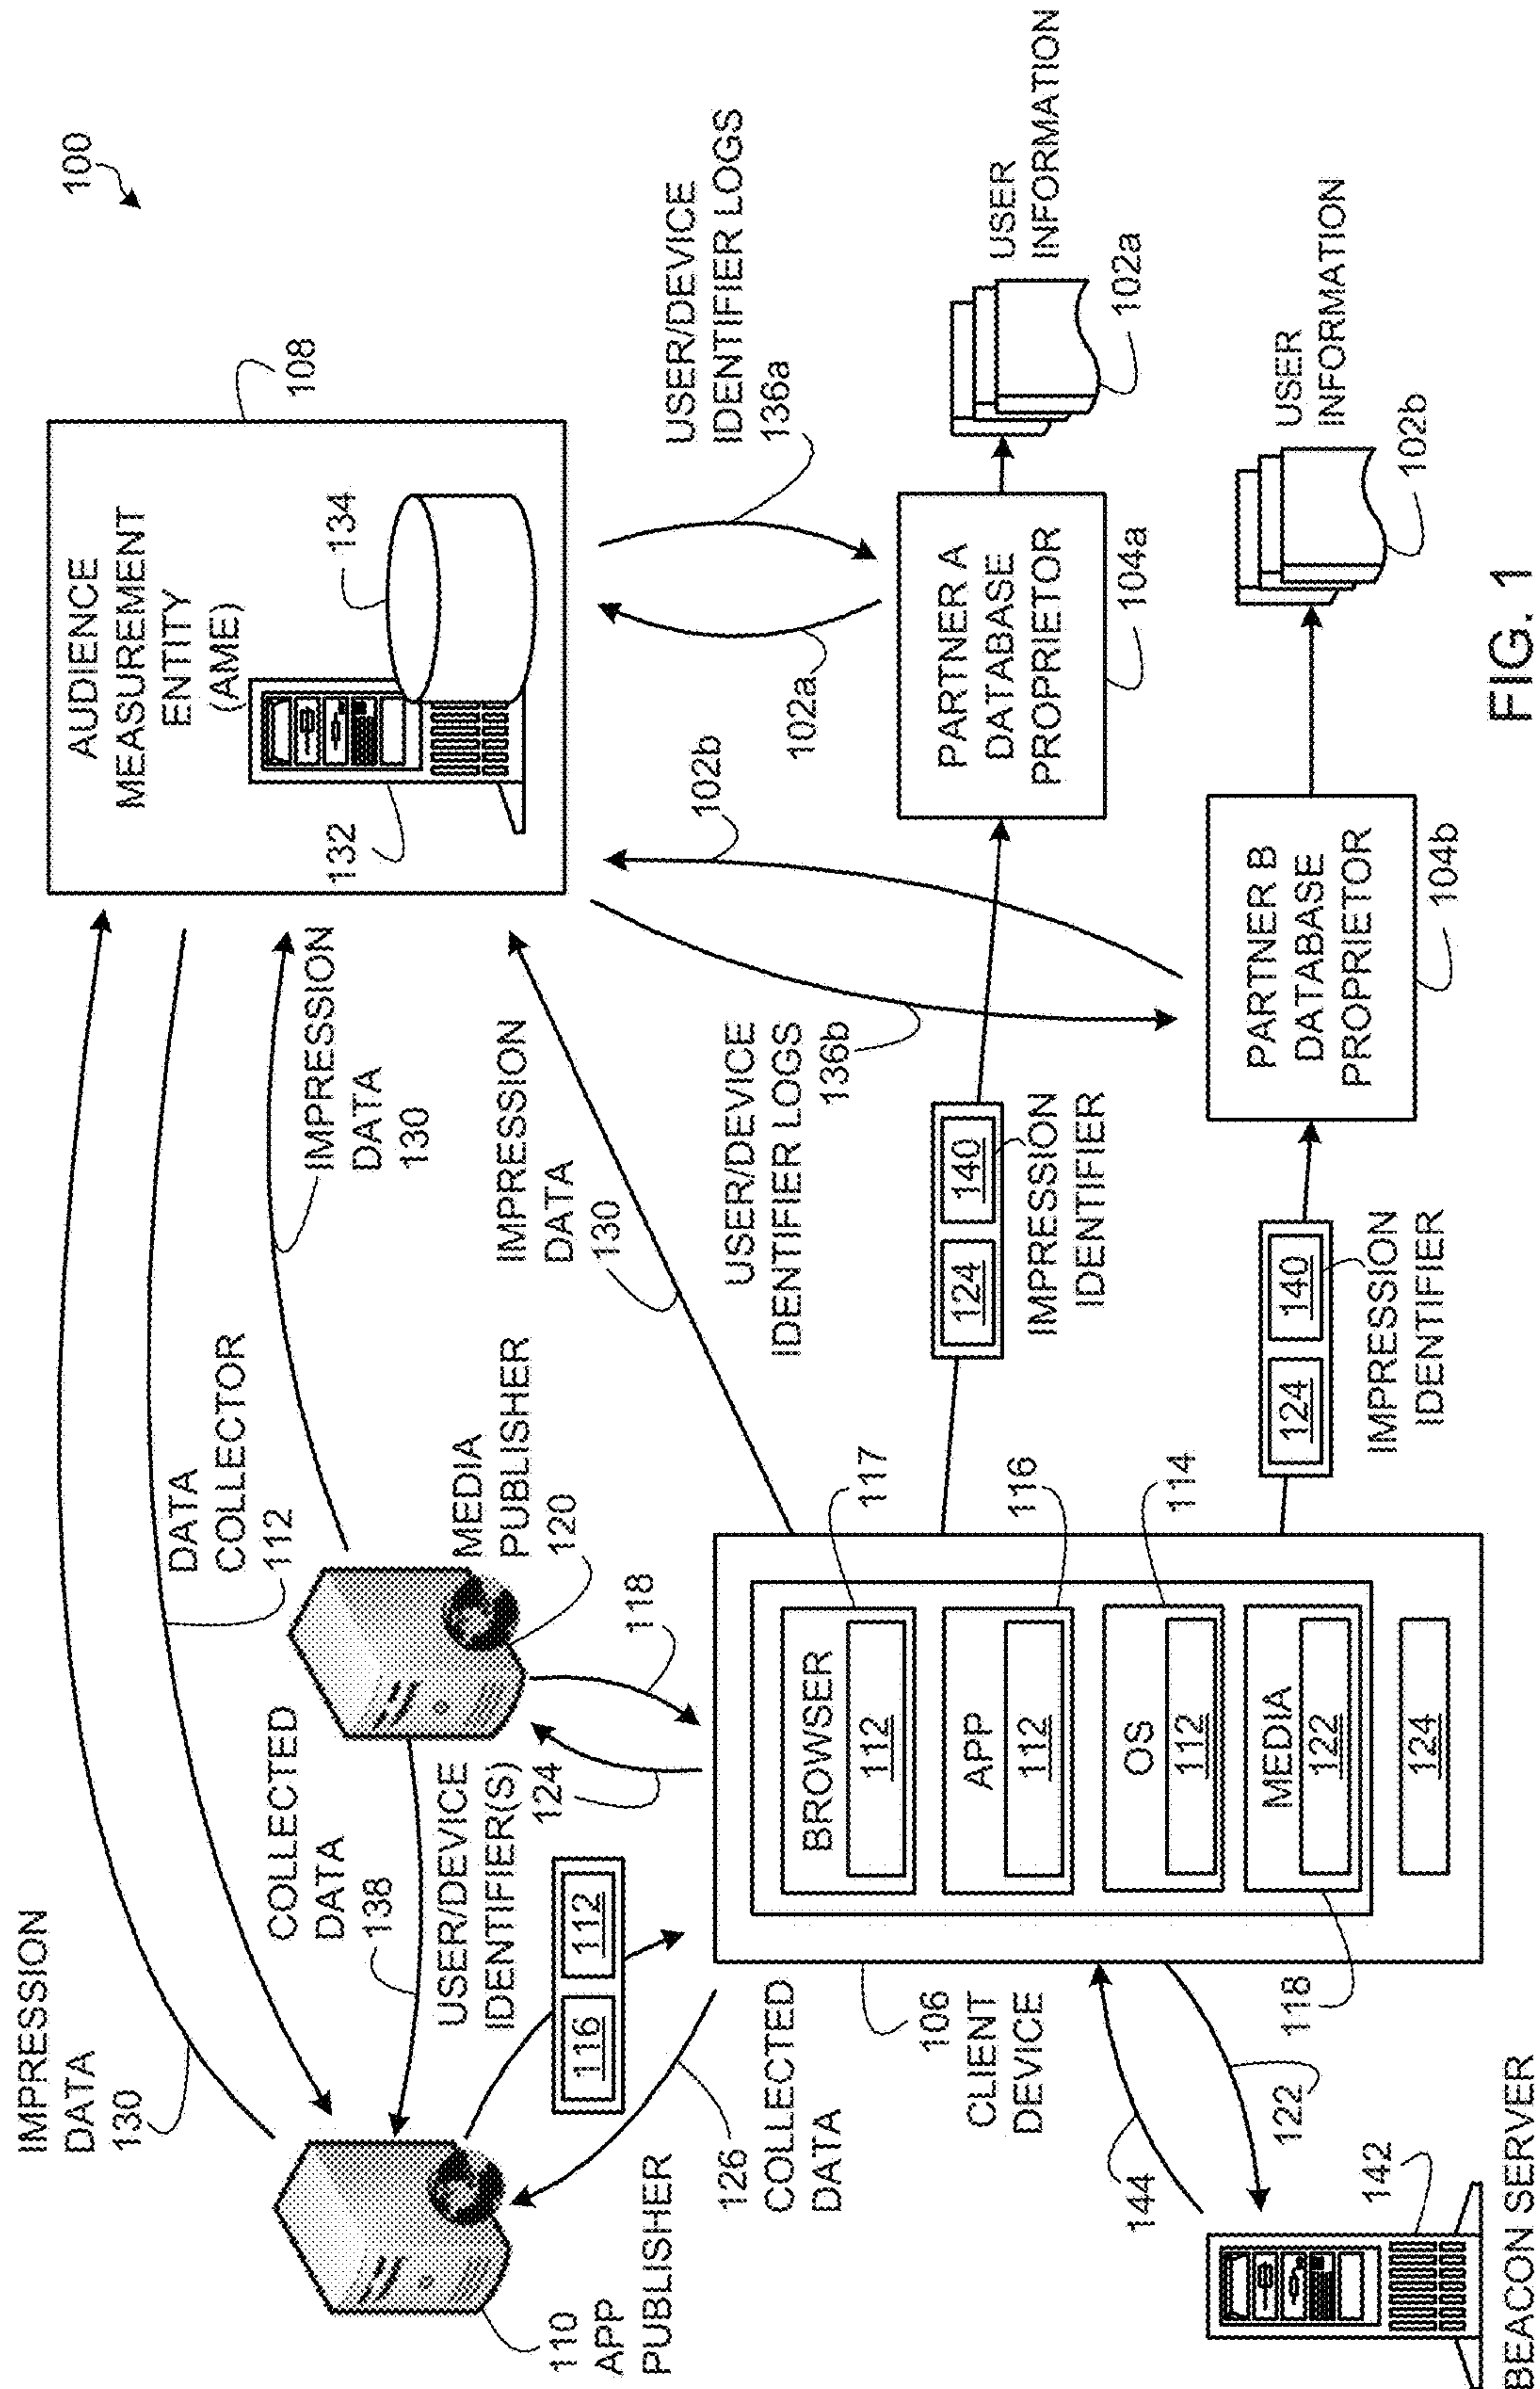 100
IMPRESSION
DATA
130
DATA
COLLECTOR
112
IMPRESSION
DATA
130
AUDIENCE
MEASUREMENT
ENTITY
(AME)
132
134
108
COLLECTED
DATA
138
MEDIA
PUBLISHER
120
IMPRESSION
DATA
130
110
APP
PUBLISHER
116
112
USER/DEVICE
IDENTIFIER(S)
124
118
126
COLLECTED
DATA
USER/DEVICE
IDENTIFIER LOGS
136b
102b
102a
USER/DEVICE
IDENTIFIER LOGS
136a
106
CLIENT
DEVICE
BROWSER
112
117
APP
112
116
OS
112
114
MEDIA
122
118
124
124
140
IMPRESSION
IDENTIFIER
PARTNER A
DATABASE
PROPRIETOR
104a
USER
INFORMATION
102a
144
122
142
BEACON SERVER
124
140
IMPRESSION
IDENTIFIER
PARTNER B
DATABASE
PROPRIETOR
104b
USER
INFORMATION
102b
FIG. 1